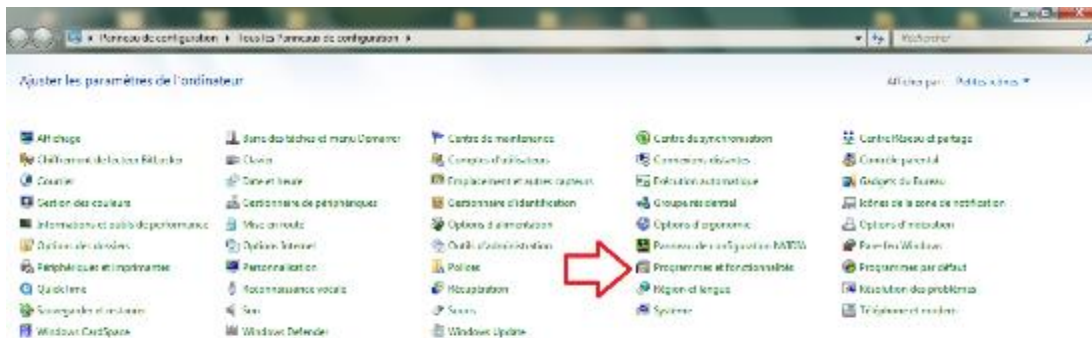 Panneau de configuration Tous les Panneaux de configuration Rechercher
Ajuster les paramètres de l'ordinateur Afficher par : Petites icônes
Affichage Barre des tâches et menu Démarrer Centre de maintenance Centre de synchronisation Centre Réseau et partage
Chiffrement de lecteur BitLocker Clavier Comptes d'utilisateurs Connexions distantes Contrôle parental
Courrier Date et heure Emplacement et autres capteurs Exécution automatique Gadgets du Bureau
Gestion des couleurs Gestionnaire de périphériques Gestionnaire d'identification Groupe résidentiel Icônes de la zone de notification
Informations et outils de performance Mise en route Options d'alimentation Options d'ergonomie Options d'indexation
Options des dossiers Options Internet Outils d'administration Panneau de configuration NVIDIA Pare-feu Windows
Périphériques et imprimantes Personnalisation Polices Programmes et fonctionnalités Programmes par défaut
QuickTime Reconnaissance vocale Récupération Région et langue Résolution des problèmes
Sauvegarder et restaurer Son Souris Système Téléphone et modem
Windows CardSpace Windows Defender Windows Update